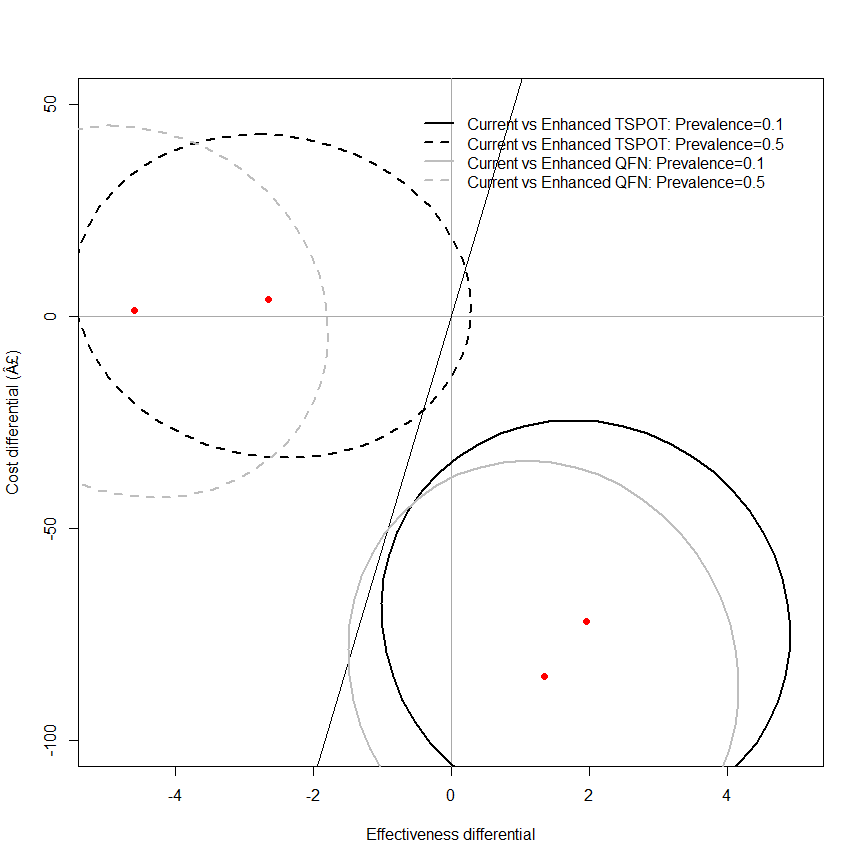 Current vs Enhanced TSPOT: Prevalence=0.1
Current vs Enhanced TSPOT: Prevalence=0.5
Current vs Enhanced QFN: Prevalence=0.1
Current vs Enhanced QFN: Prevalence=0.5
50
0
-50
-100
Cost differential (Â£)
-4
-2
0
2
4
Effectiveness differential